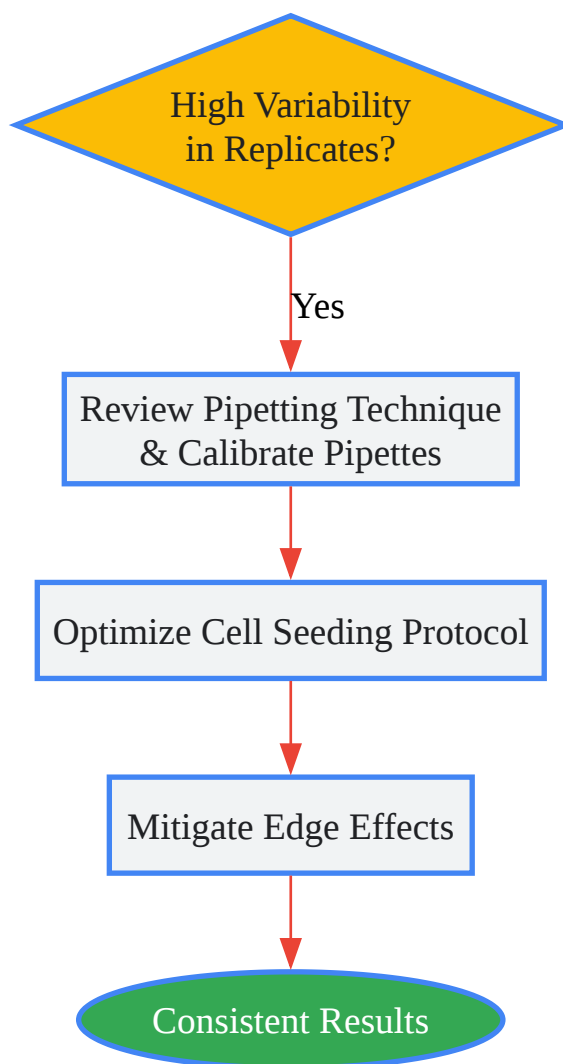 High Variability
in Replicates?
Yes
Review Pipetting Technique
& Calibrate Pipettes
Optimize Cell Seeding Protocol
Mitigate Edge Effects
Consistent Results